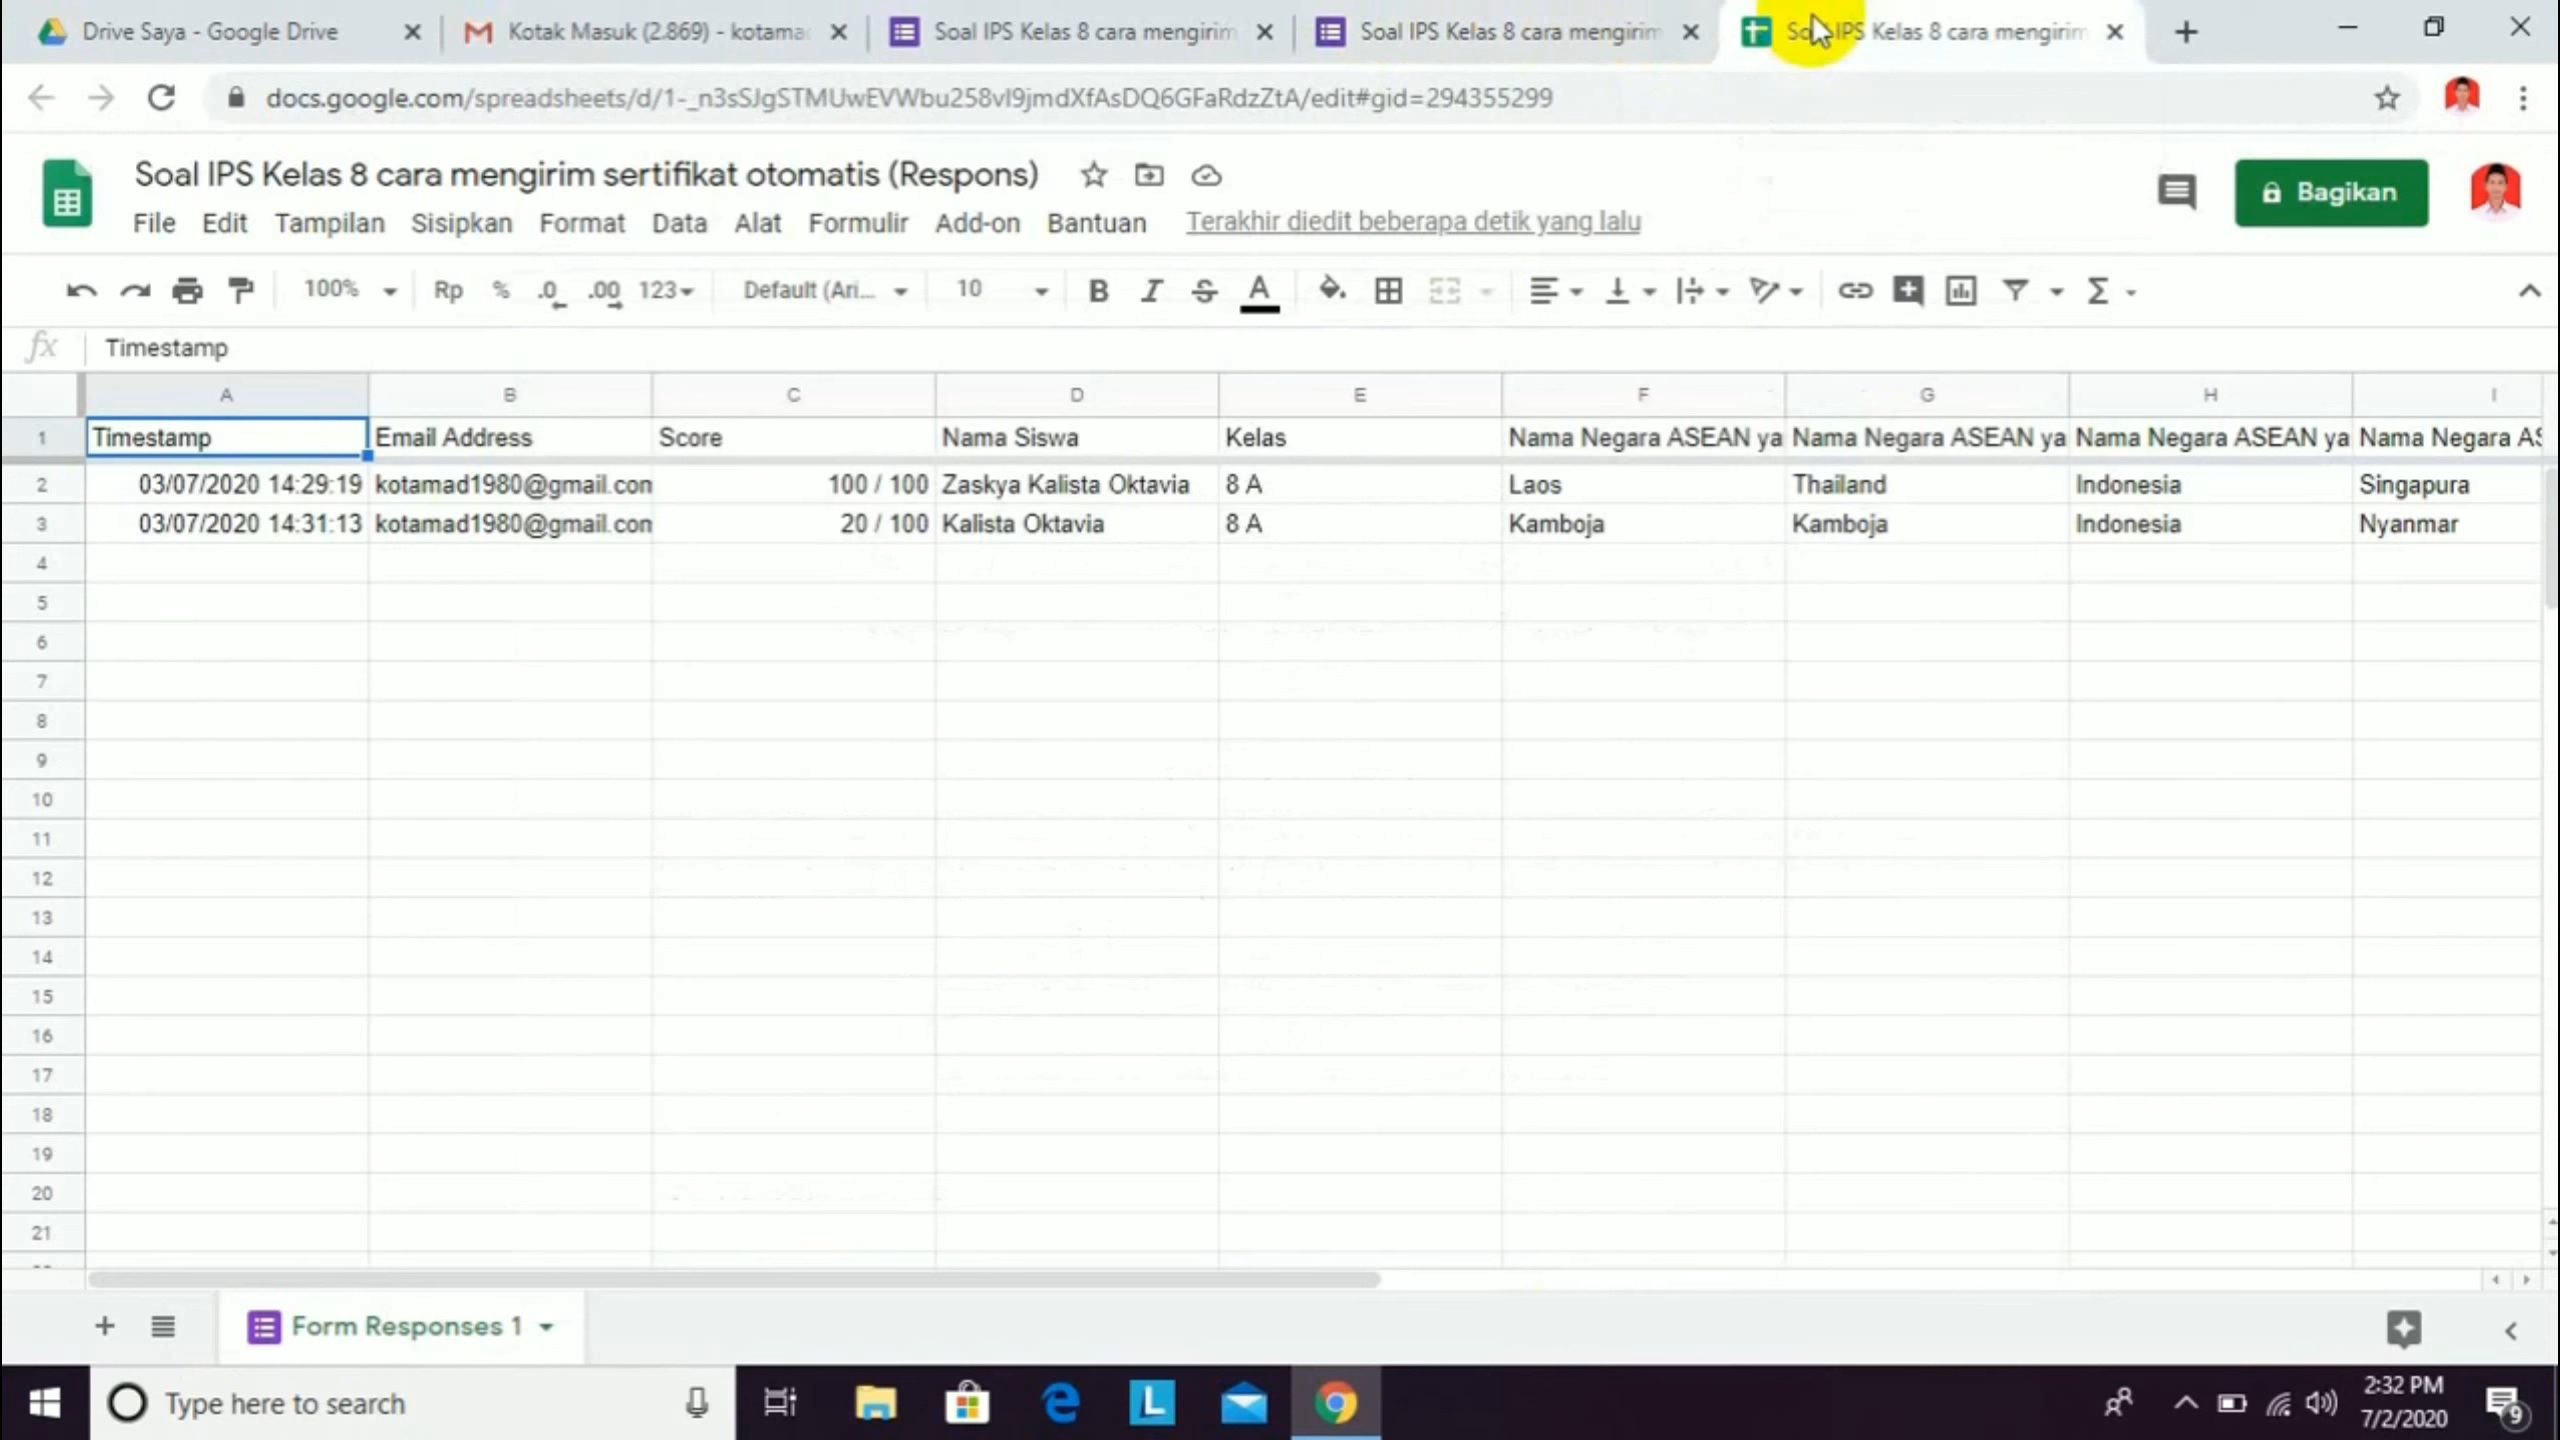 Drive Saya - Google Drive
Kotak Masuk (2.869) - kotama
Soal IPS Kelas 8 cara mengirim
Soal IPS Kelas 8 cara mengirim
IPS Kelas 8 cara mengirim
docs.google.com/spreadsheets/d/1-_n3sSJgSTMUwEVWbu258vI9jmdXfAsDQ6GFaRdzZtA/edit#gid=294355299
Soal IPS Kelas 8 cara mengirim sertifikat otomatis (Respons)
Bagikan
File Edit Tampilan Sisipkan Format Data Alat Formulir Add-on Bantuan Terakhir diedit beberapa detik yang lalu
100% Rp % .0 .00 123 Default (Ari... 10 B I S A
fx Timestamp
A B C D E F G H I
1 Timestamp Email Address Score Nama Siswa Kelas Nama Negara ASEAN ya Nama Negara ASEAN ya Nama Negara ASEAN ya Nama Negara AS
2 03/07/2020 14:29:19 kotamad1980@gmail.com 100 / 100 Zaskya Kalista Oktavia 8 A Laos Thailand Indonesia Singapura
3 03/07/2020 14:31:13 kotamad1980@gmail.com 20 / 100 Kalista Oktavia 8 A Kamboja Kamboja Indonesia Nyanmar
4
5
6
7
8
9
10
11
12
13
14
15
16
17
18
19
20
21
Form Responses 1
Type here to search
2:32 PM
7/2/2020
9